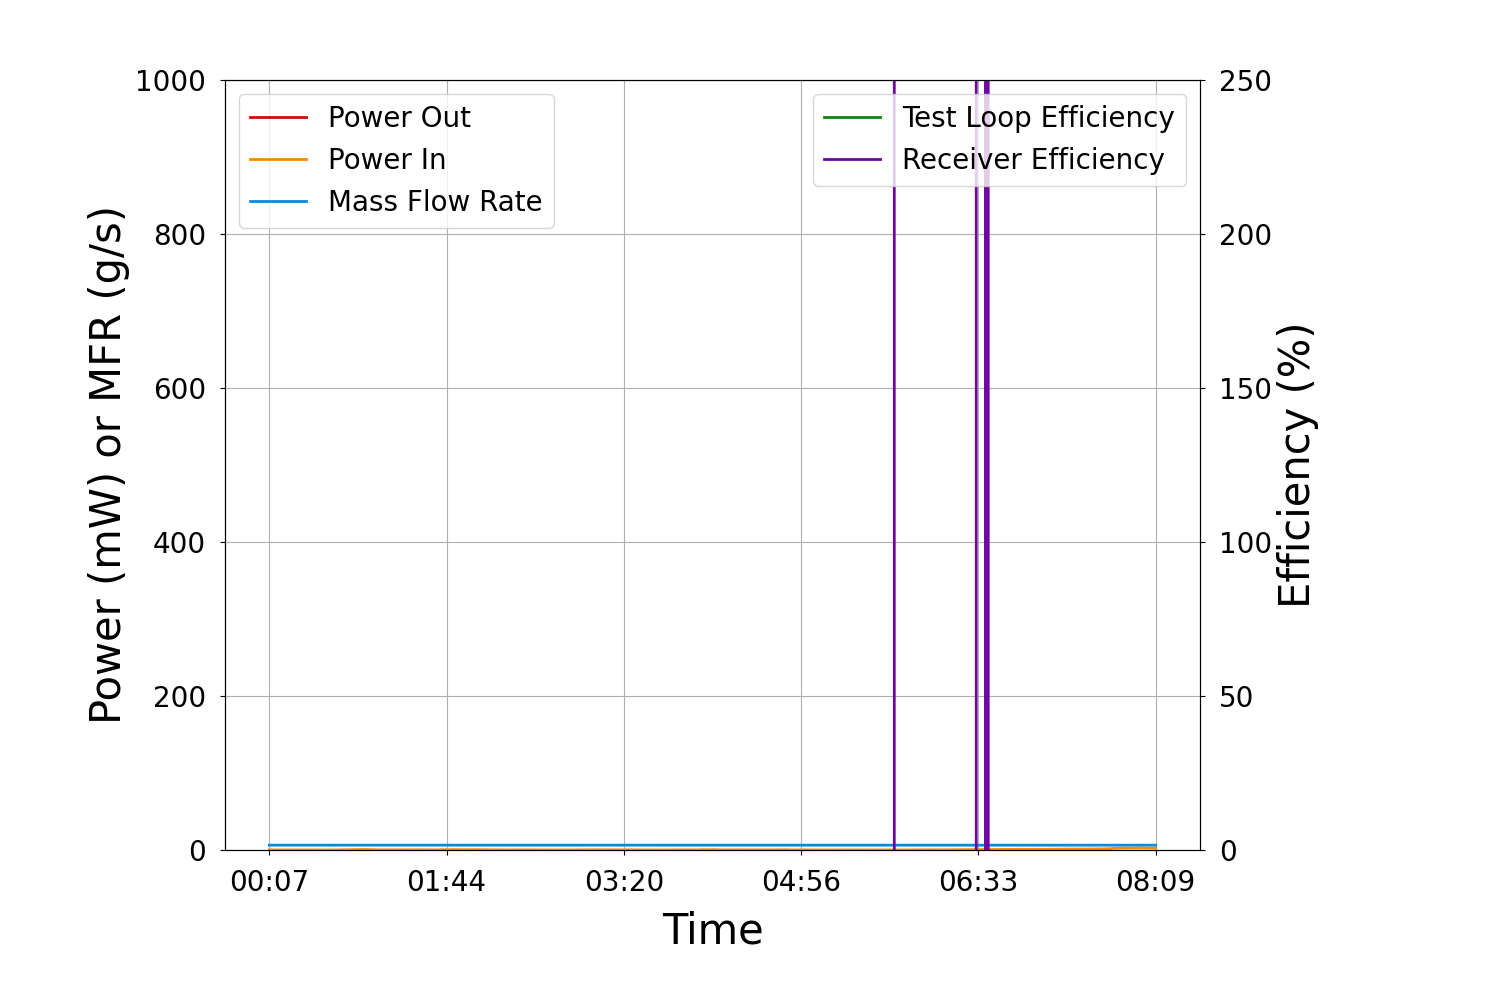 Power (mW) or MFR (g/s)
1000
800
600
400
200
0
Power Out
Power In
Mass Flow Rate
Test Loop Efficiency
Receiver Efficiency
250
200
150
100
50
0
Efficiency (%)
00:07 01:44 03:20 04:56 06:33 08:09
Time